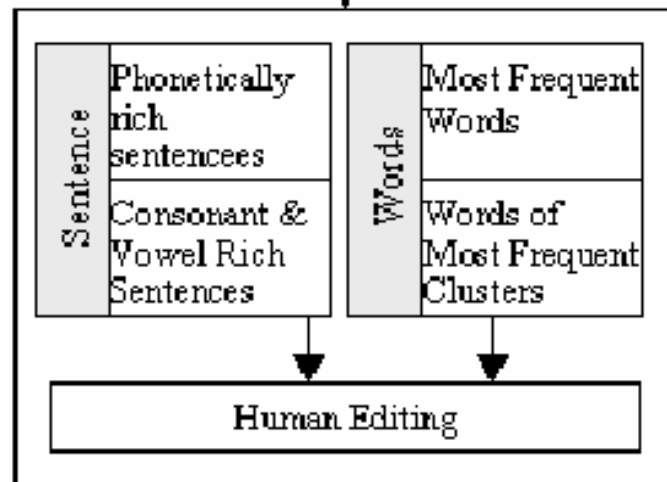 Sentence
Phonetically
rich
sentencees
Consonant &
Vowel Rich
Sentences
Words
Most Frequent
Words
Words of
Most Frequent
Clusters
Human Editing